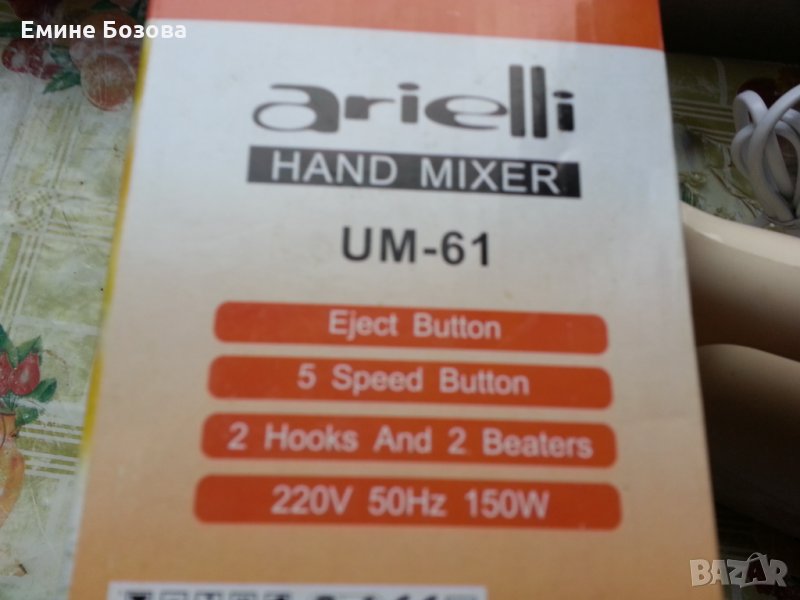 Емине Бозова
arielli
HAND MIXER
UM-61
Eject Button
5 Speed Button
2 Hooks And 2 Beaters
220V 50Hz 150W
BAZAR